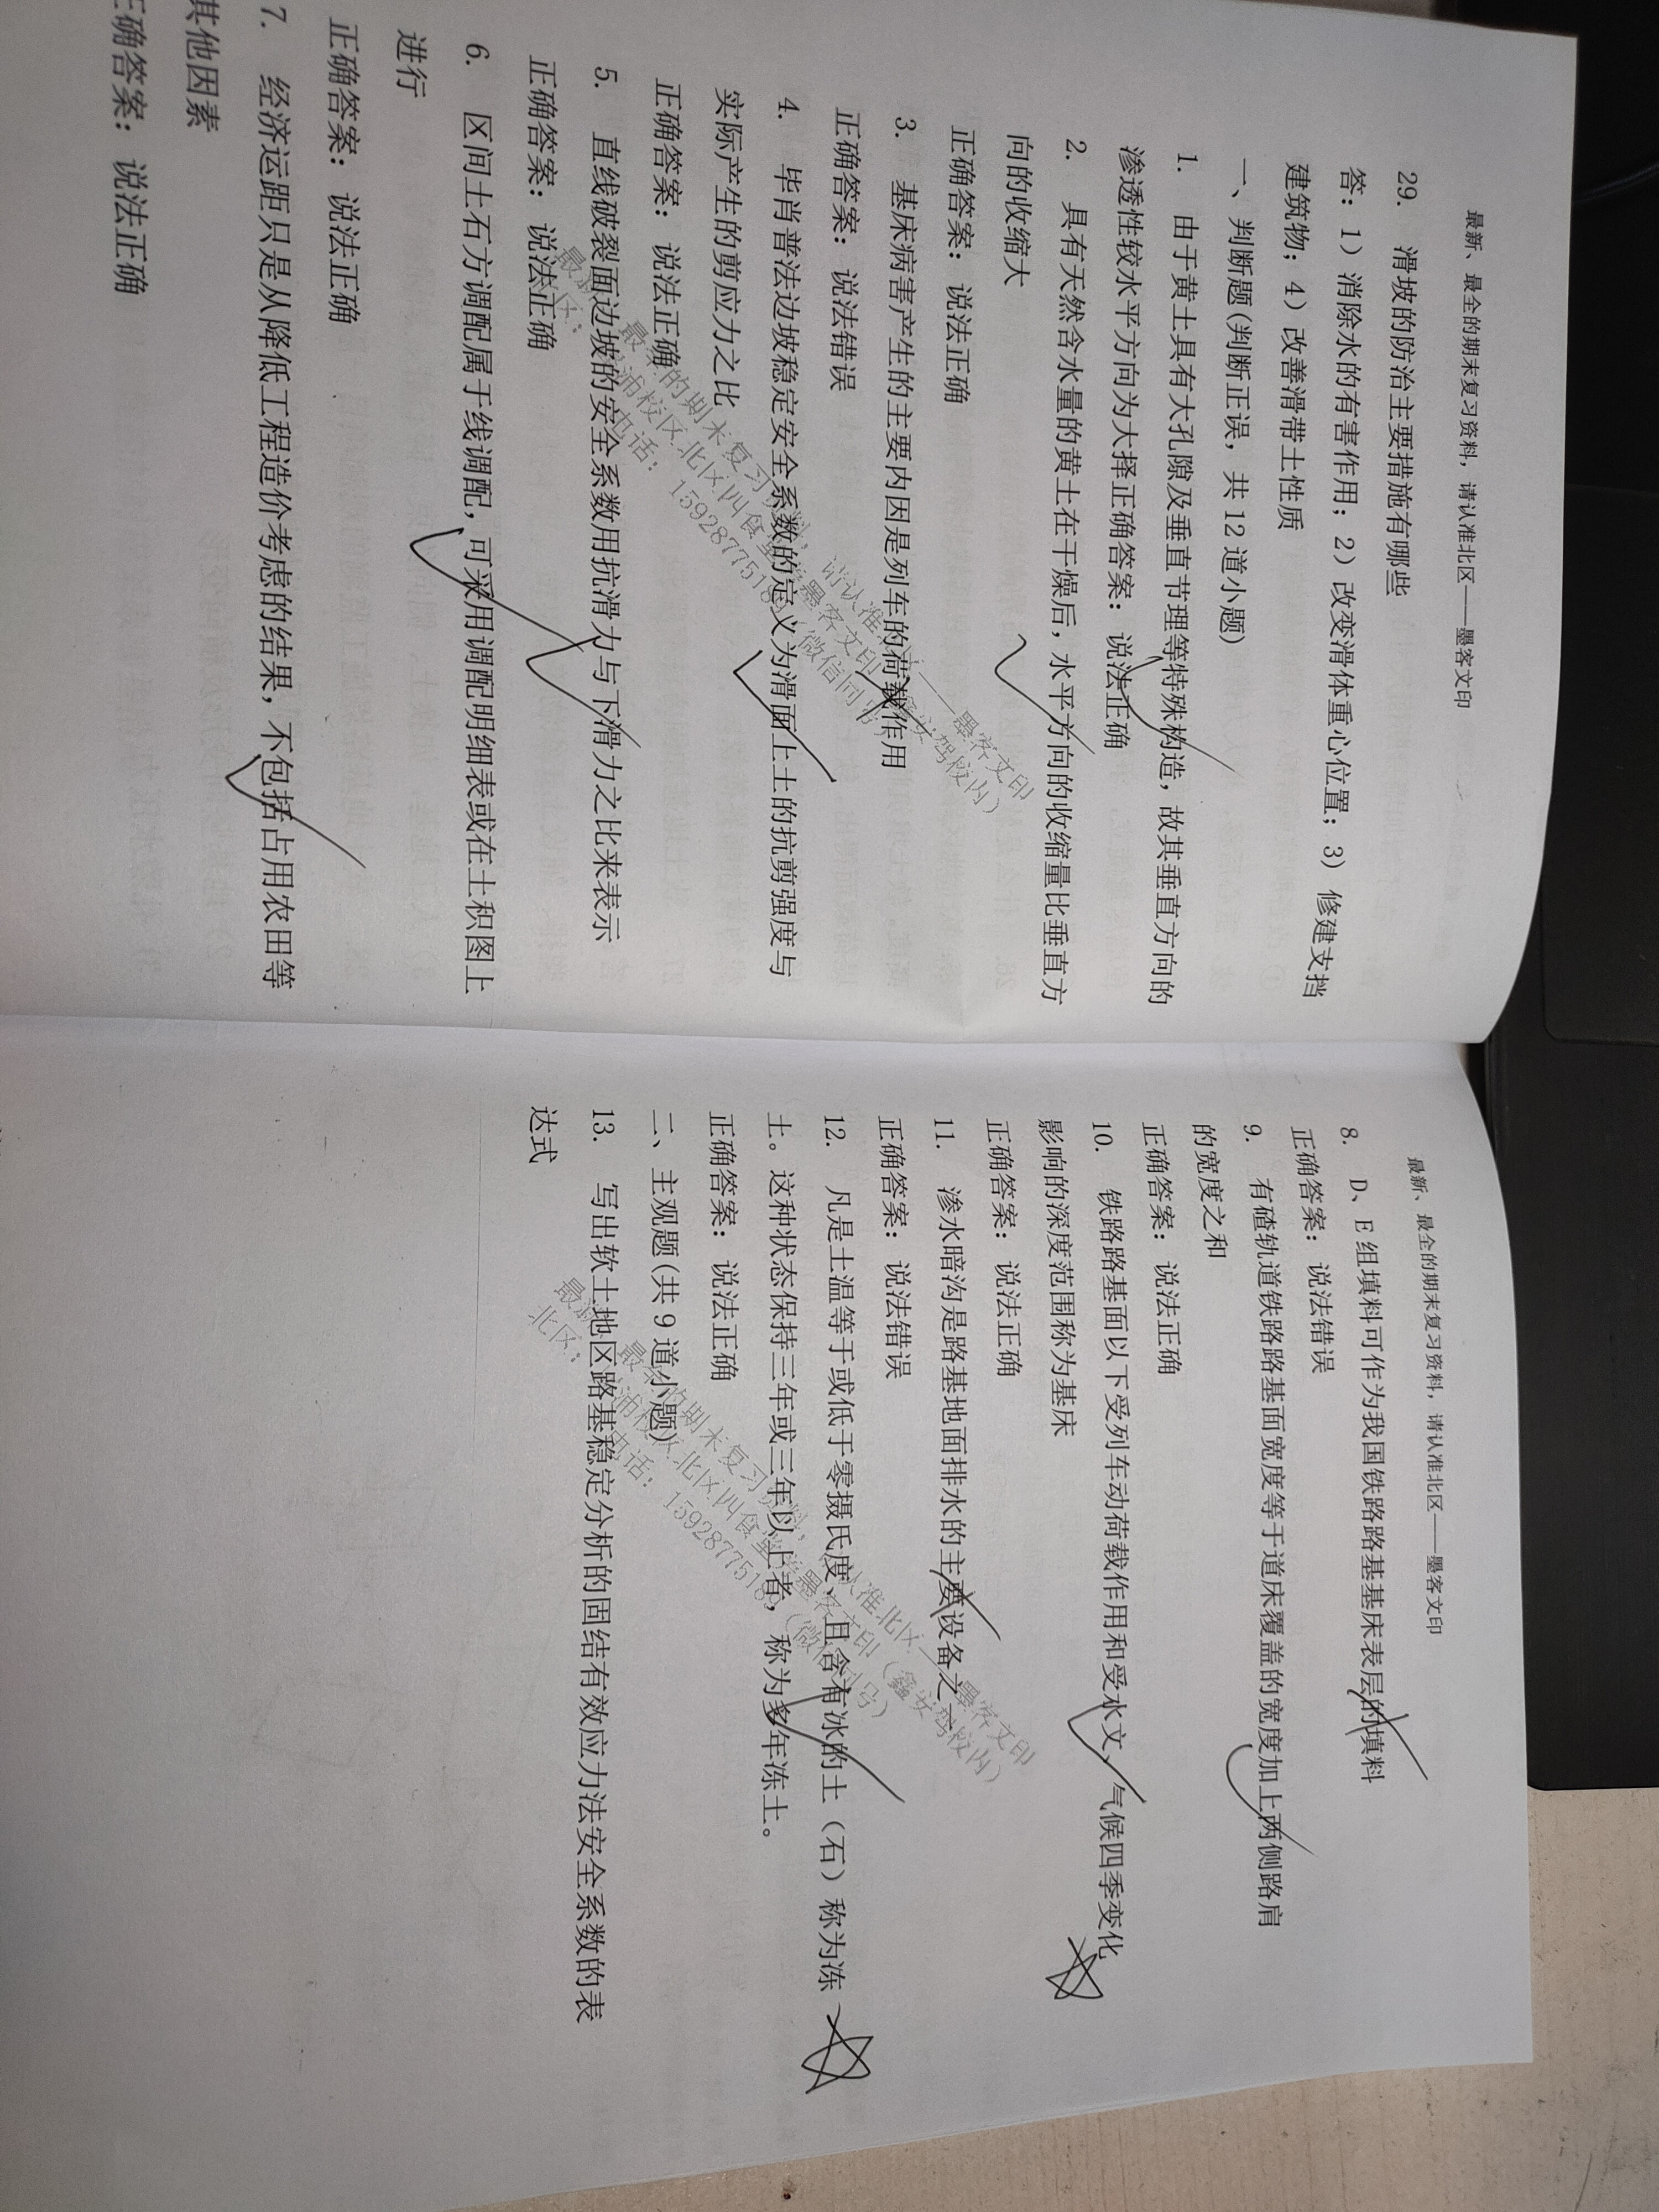 最新、最全的期末复习资料，请认准北区——墨客文印
29. 滑坡的防治主要措施有哪些
答：1）消除水的有害作用；2）改变滑体重心位置；3）修建支挡
建筑物；4）改善滑带土性质
一、判断题(判断正误，共12道小题)
1. 由于黄土具有大孔隙及垂直节理等特殊构造，故其垂直方向的
渗透性较水平方向为大择正确答案：说法正确
2. 具有天然含水量的黄土在干燥后，水平方向的收缩量比垂直方
向的收缩大
正确答案：说法正确
3. 基床病害产生的主要内因是列车的荷载作用
正确答案：说法错误
4. 毕肖普法边坡稳定安全系数的定义为滑面上土的抗剪强度与
实际产生的剪应力之比
正确答案：说法正确
5. 直线破裂面边坡的安全系数用抗滑力与下滑力之比来表示
正确答案：说法正确
6. 区间土石方调配属于线调配，可采用调配明细表或在土积图上
进行
正确答案：说法正确
7. 经济运距只是从降低工程造价考虑的结果，不包括占用农田等
其他因素
正确答案：说法正确
最新、最全的期末复习资料，请认准北区——墨客文印
8. D、E组填料可作为我国铁路路基基床表层的填料
正确答案：说法错误
9. 有碴轨道铁路路基面宽度等于道床覆盖的宽度加上两侧路肩
的宽度之和
正确答案：说法正确
10. 铁路路基面以下受列车动荷载作用和受水文、气候四季变化
影响的深度范围称为基床
正确答案：说法正确
11. 渗水暗沟是路基地面排水的主要设备之一
正确答案：说法错误
12. 凡是土温等于或低于零摄氏度、且含有冰的土（石）称为冻
土。这种状态保持三年或三年以上者，称为多年冻土。
正确答案：说法正确
二、主观题(共9道小题)
13. 写出软土地区路基稳定分析的固结有效应力法安全系数的表
达式